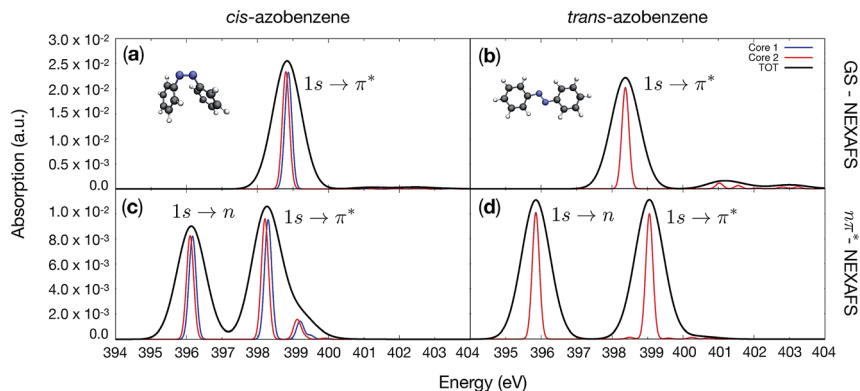 cis-azobenzene
trans-azobenzene
3.0 x 10⁻²
2.5 x 10⁻²
2.0 x 10⁻²
1.5 x 10⁻²
1.0 x 10⁻²
0.5 x 10⁻³
0.0
(a)
1s → π*
(b)
1s → π*
Core 1
Core 2
TOT
GS - NEXAFS
Absorption (a.u.)
1.0 x 10⁻²
8.0 x 10⁻³
6.0 x 10⁻³
4.0 x 10⁻³
2.0 x 10⁻³
0.0
(c)
1s → n
1s → π*
(d)
1s → n
1s → π*
nπ*- NEXAFS
394 395 396 397 398 399 400 401 402 403 404
395 396 397 398 399 400 401 402 403 404
Energy (eV)